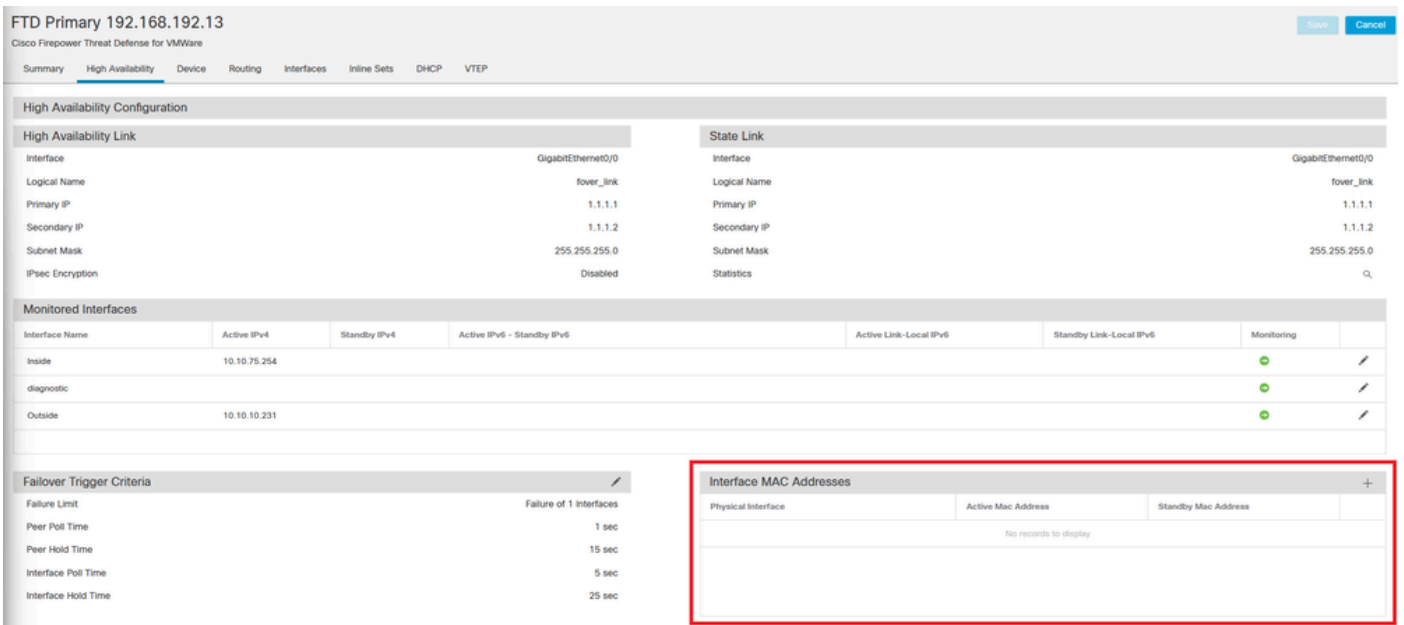 FTD Primary 192.168.192.13
Save Cancel
Cisco Firepower Threat Defense for VMWare
Summary High Availability Device Routing Interfaces Inline Sets DHCP VTEP
High Availability Configuration
High Availability Link
Interface GigabitEthernet0/0
Logical Name fover_link
Primary IP 1.1.1.1
Secondary IP 1.1.1.2
Subnet Mask 255.255.255.0
IPsec Encryption Disabled
State Link
Interface GigabitEthernet0/0
Logical Name fover_link
Primary IP 1.1.1.1
Secondary IP 1.1.1.2
Subnet Mask 255.255.255.0
Statistics
Monitored Interfaces
Interface Name Active IPv4 Standby IPv4 Active IPv6 - Standby IPv6 Active Link-Local IPv6 Standby Link-Local IPv6 Monitoring
Inside 10.10.75.254
diagnostic
Outside 10.10.10.231
Failover Trigger Criteria
Failure Limit Failure of 1 Interfaces
Peer Poll Time 1 sec
Peer Hold Time 15 sec
Interface Poll Time 5 sec
Interface Hold Time 25 sec
Interface MAC Addresses
Physical Interface Active Mac Address Standby Mac Address
No records to display